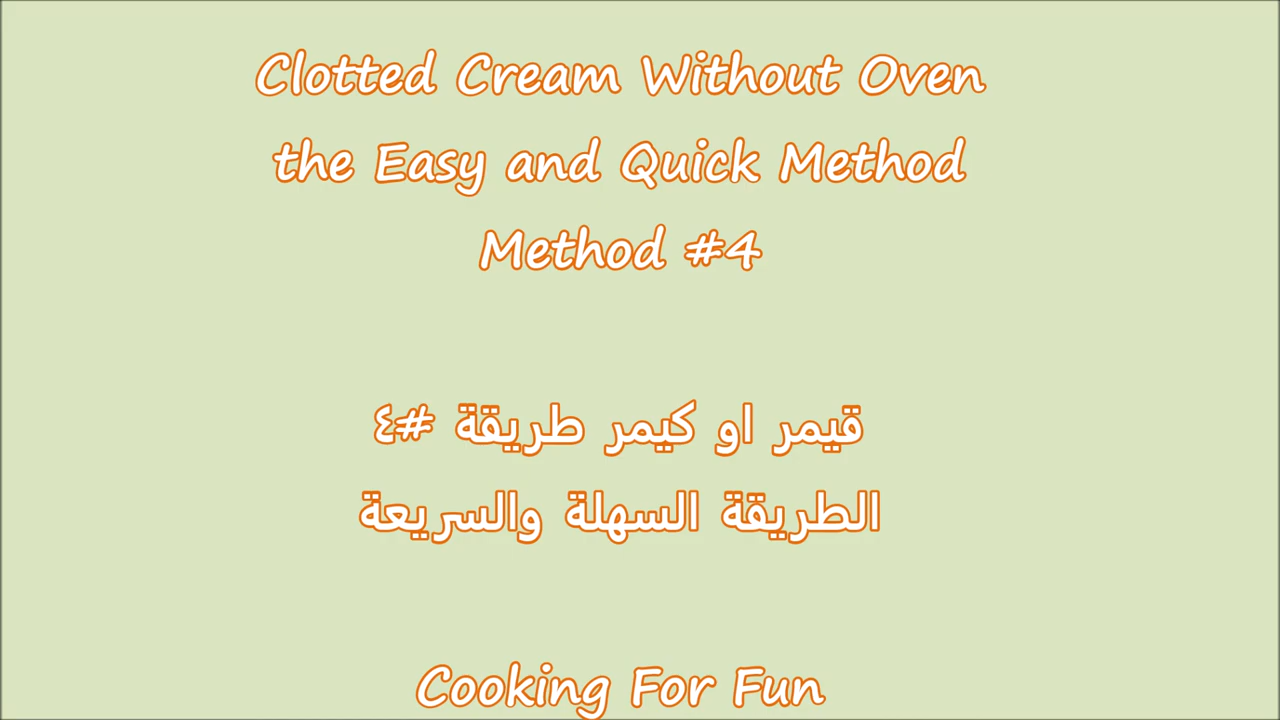 Clotted Cream Without Oven
the Easy and Quick Method
Method #4
قيمر او كيمر طريقة #٤
الطريقة السهلة والسريعة
Cooking For Fun